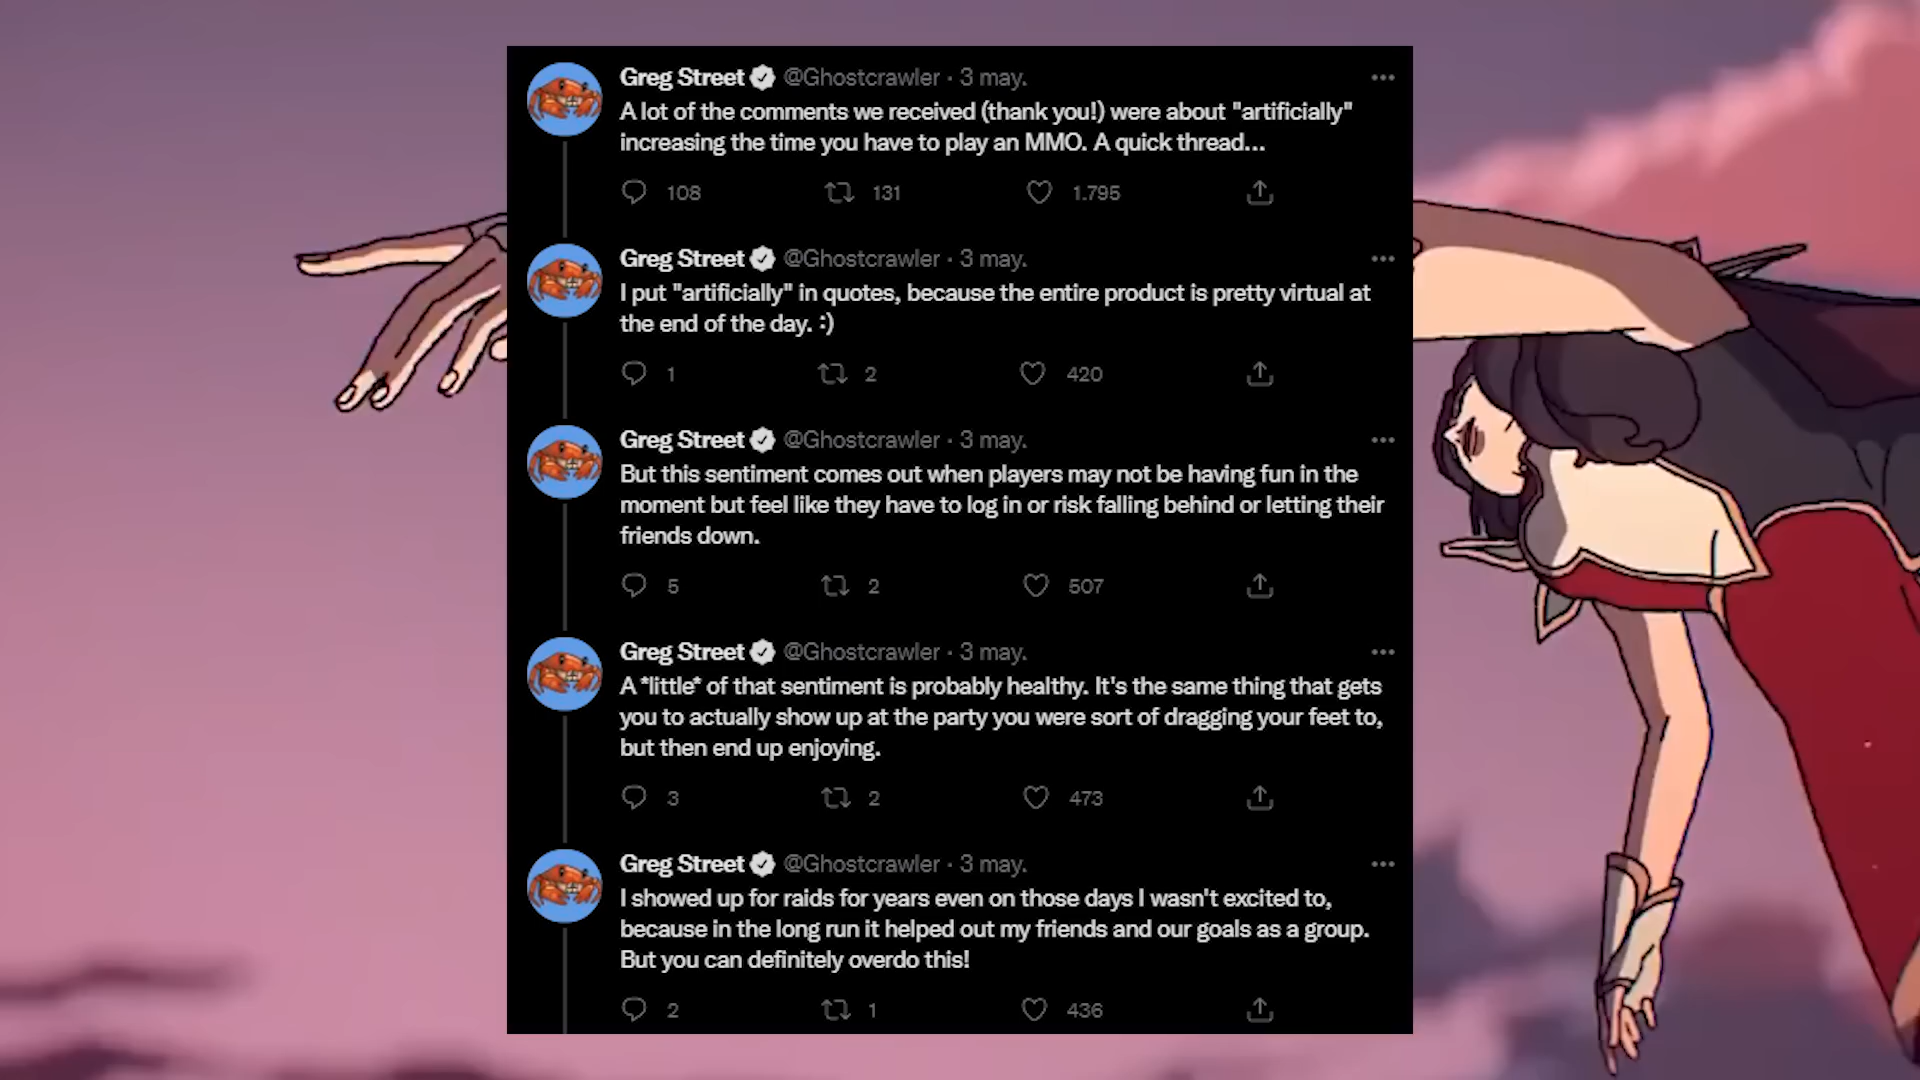 Greg Street @Ghostcrawler · 3 may.
A lot of the comments we received (thank you!) were about "artificially"
increasing the time you have to play an MMO. A quick thread...
108 131 1.795
Greg Street @Ghostcrawler · 3 may.
I put "artificially" in quotes, because the entire product is pretty virtual at
the end of the day. :)
1 2 420
Greg Street @Ghostcrawler · 3 may.
But this sentiment comes out when players may not be having fun in the
moment but feel like they have to log in or risk falling behind or letting their
friends down.
5 2 507
Greg Street @Ghostcrawler · 3 may.
A *little* of that sentiment is probably healthy. It's the same thing that gets
you to actually show up at the party you were sort of dragging your feet to,
but then end up enjoying.
3 2 473
Greg Street @Ghostcrawler · 3 may.
I showed up for raids for years even on those days I wasn't excited to,
because in the long run it helped out my friends and our goals as a group.
But you can definitely overdo this!
2 1 436